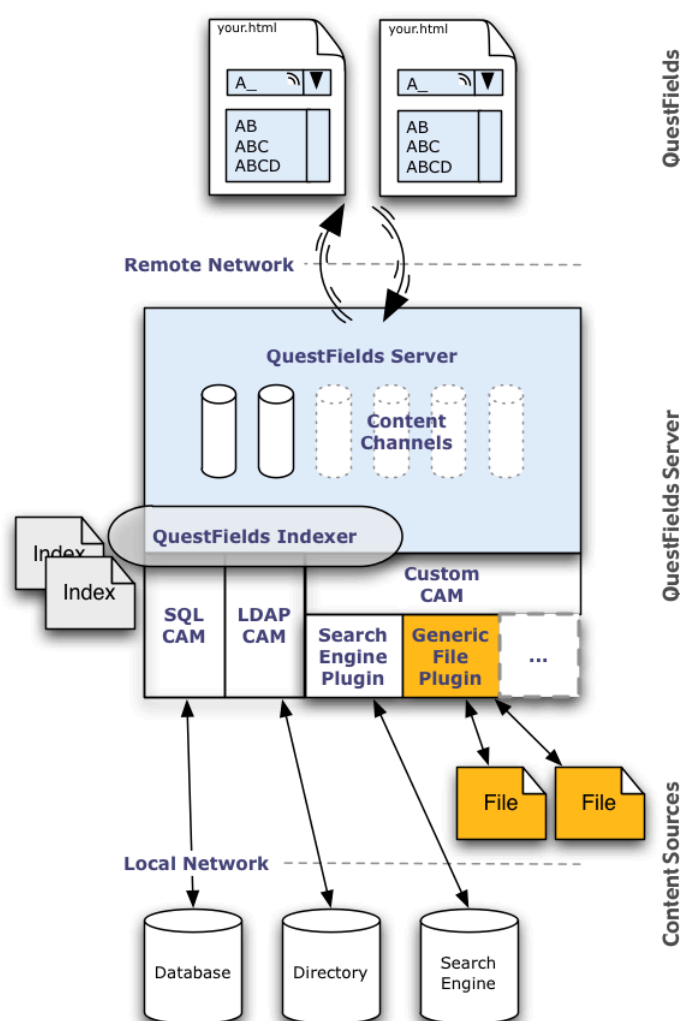 your.html
your.html
A_
A_
AB
ABC
ABCD
AB
ABC
ABCD
QuestFields
Remote Network
QuestFields Server
Content
Channels
QuestFields Server
QuestFields Indexer
Index
Index
SQL
CAM
LDAP
CAM
Custom
CAM
Search
Engine
Plugin
Generic
File
Plugin
...
File
File
Content Sources
Local Network
Database
Directory
Search
Engine